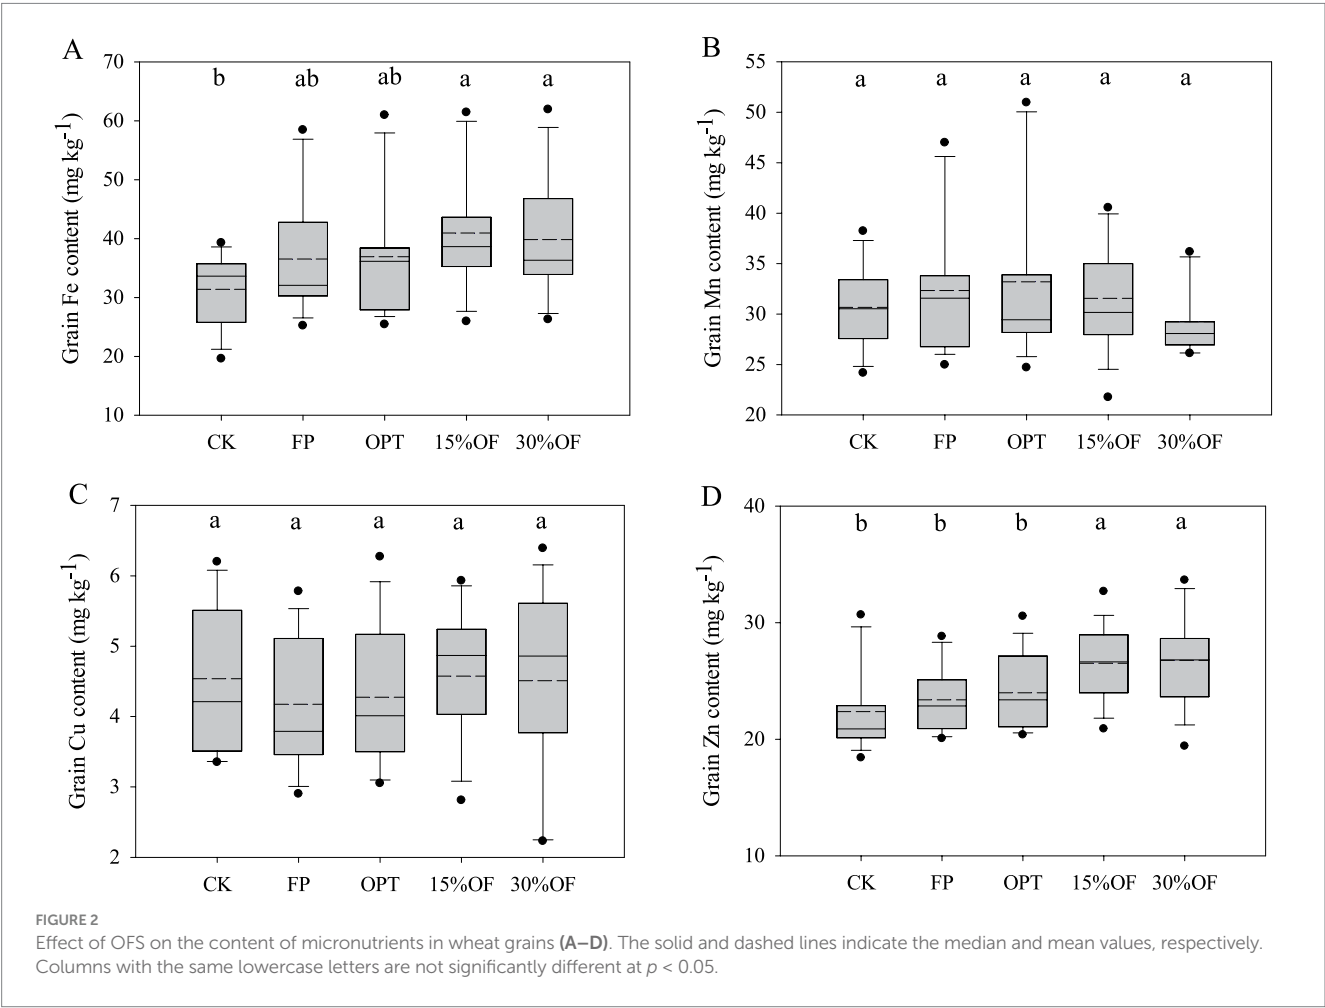 A
70
60
50
40
30
20
10
Grain Fe content (mg kg-1)
b ab ab a a
CK FP OPT 15%OF 30%OF
B
55
50
45
40
35
30
25
20
Grain Mn content (mg kg-1)
a a a a a
CK FP OPT 15%OF 30%OF
C
7
6
5
4
3
2
Grain Cu content (mg kg-1)
a a a a a
CK FP OPT 15%OF 30%OF
D
40
30
20
10
Grain Zn content (mg kg-1)
b b b a a
CK FP OPT 15%OF 30%OF
FIGURE 2
Effect of OFS on the content of micronutrients in wheat grains (A–D). The solid and dashed lines indicate the median and mean values, respectively.
Columns with the same lowercase letters are not significantly different at p < 0.05.